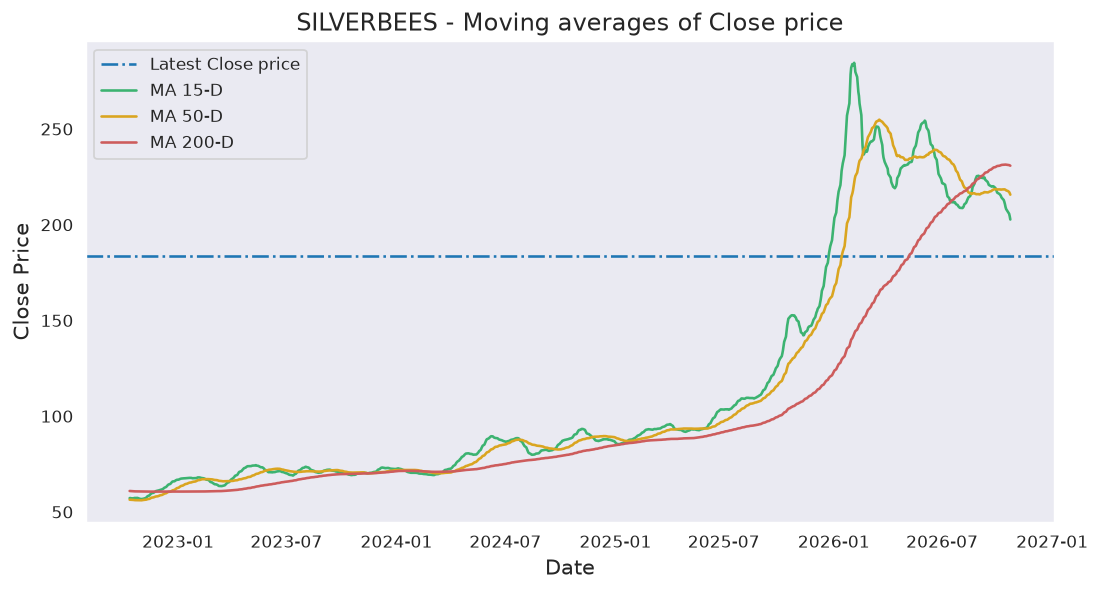 SILVERBEES - Moving averages of Close price
Latest Close price
MA 15-D
MA 50-D
MA 200-D
Close Price
250
200
150
100
50
2023-01 2023-07 2024-01 2024-07 2025-01 2025-07 2026-01 2026-07 2027-01
Date